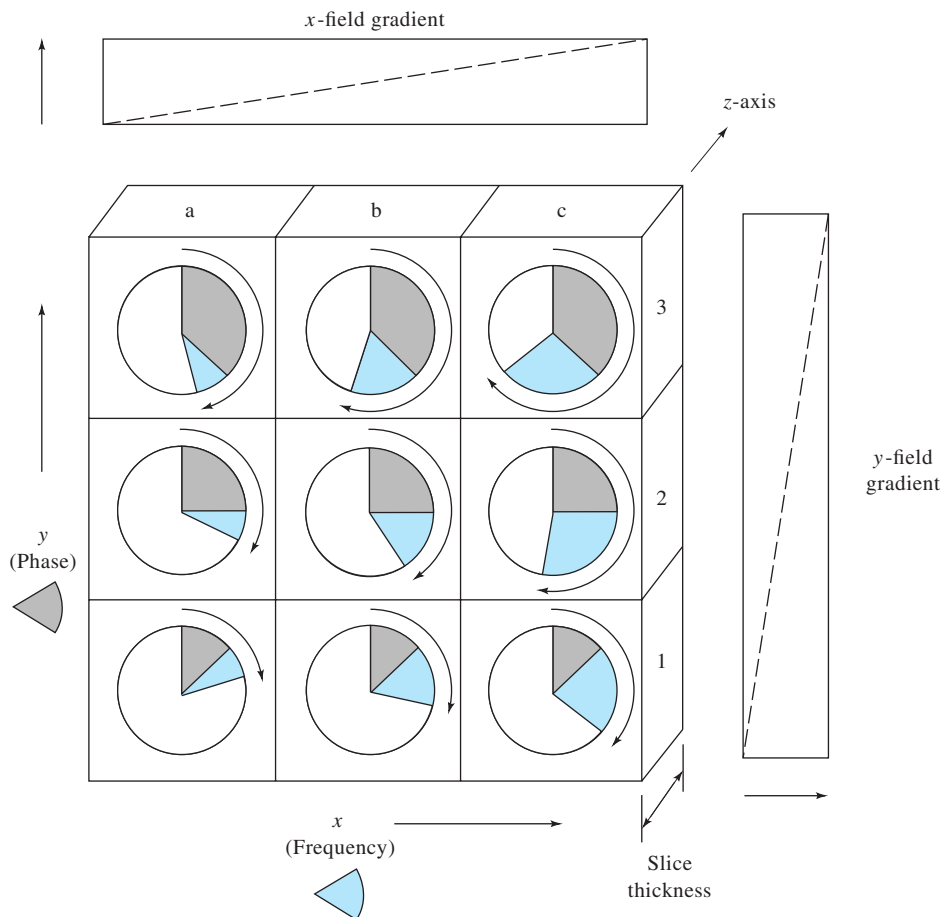 x-field gradient
z-axis
a
b
c
3
2
1
y
(Phase)
y-field
gradient
x
(Frequency)
Slice
thickness